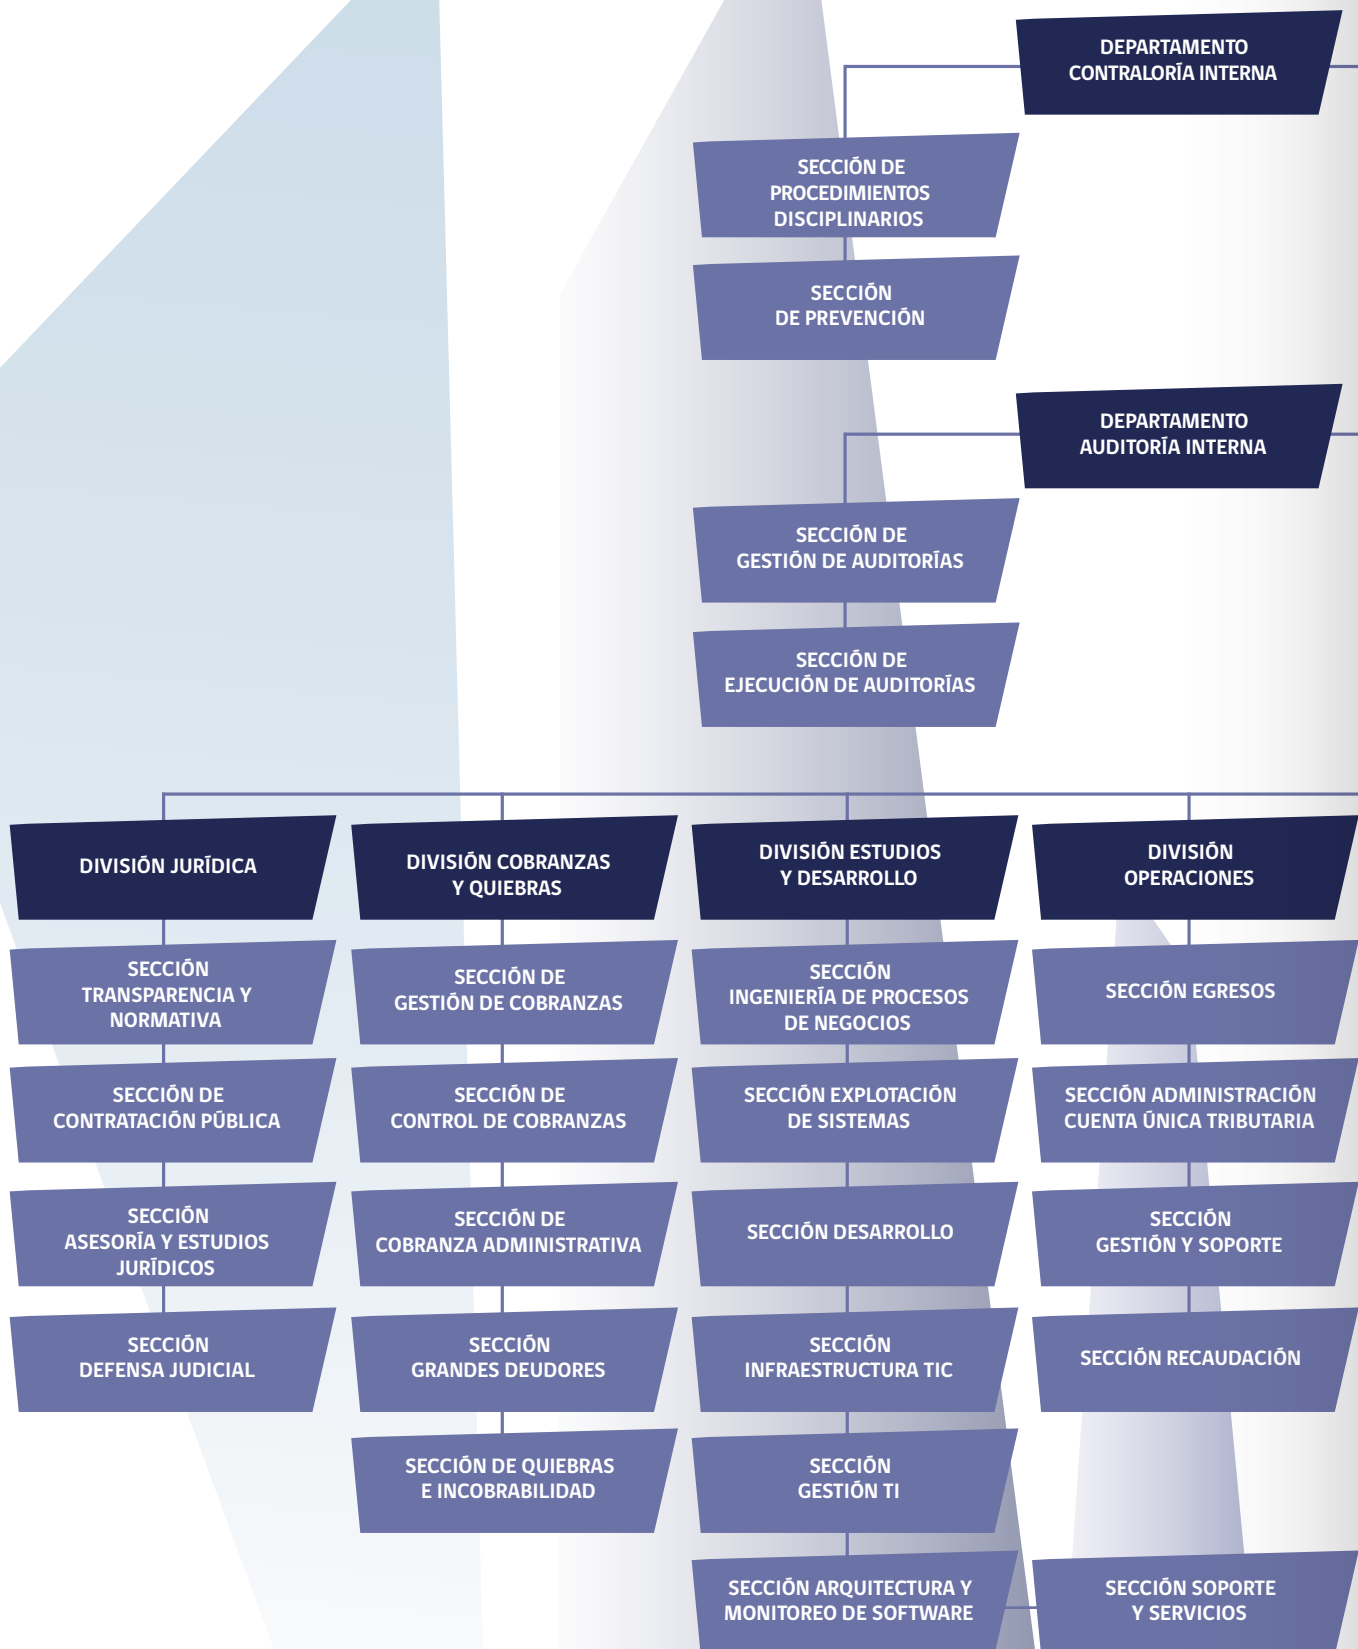 DEPARTAMENTO
CONTRALORÍA INTERNA
SECCIÓN DE
PROCEDIMIENTOS
DISCIPLINARIOS
SECCIÓN
DE PREVENCIÓN
DEPARTAMENTO
AUDITORÍA INTERNA
SECCIÓN DE
GESTIÓN DE AUDITORÍAS
SECCIÓN DE
EJECUCIÓN DE AUDITORÍAS
DIVISIÓN JURÍDICA
SECCIÓN
TRANSPARENCIA Y
NORMATIVA
SECCIÓN DE
CONTRATACIÓN PÚBLICA
SECCIÓN
ASESORÍA Y ESTUDIOS
JURÍDICOS
SECCIÓN
DEFENSA JUDICIAL
DIVISIÓN COBRANZAS
Y QUIEBRAS
SECCIÓN DE
GESTIÓN DE COBRANZAS
SECCIÓN DE
CONTROL DE COBRANZAS
SECCIÓN DE
COBRANZA ADMINISTRATIVA
SECCIÓN
GRANDES DEUDORES
SECCIÓN DE QUIEBRAS
E INCOBRABILIDAD
DIVISIÓN ESTUDIOS
Y DESARROLLO
SECCIÓN
INGENIERÍA DE PROCESOS
DE NEGOCIOS
SECCIÓN EXPLOTACIÓN
DE SISTEMAS
SECCIÓN DESARROLLO
SECCIÓN
INFRAESTRUCTURA TIC
SECCIÓN
GESTIÓN TI
SECCIÓN ARQUITECTURA Y
MONITOREO DE SOFTWARE
SECCIÓN SOPORTE
Y SERVICIOS
DIVISIÓN
OPERACIONES
SECCIÓN EGRESOS
SECCIÓN ADMINISTRACIÓN
CUENTA ÚNICA TRIBUTARIA
SECCIÓN
GESTIÓN Y SOPORTE
SECCIÓN RECAUDACIÓN